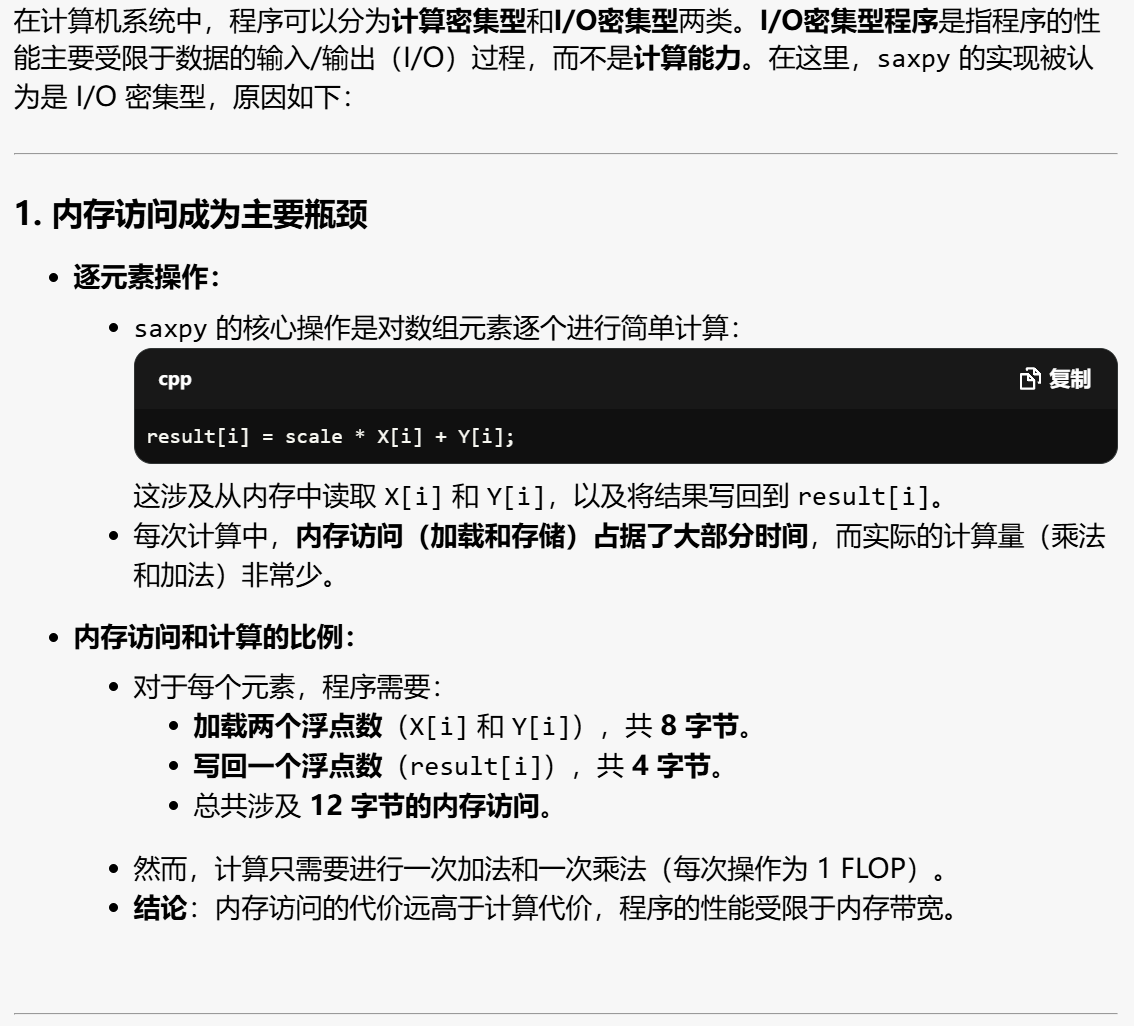 在计算机系统中，程序可以分为计算密集型和I/O密集型两类。I/O密集型程序是指程序的性
能主要受限于数据的输入/输出（I/O）过程，而不是计算能力。在这里，saxpy 的实现被认
为是 I/O 密集型，原因如下：
1. 内存访问成为主要瓶颈
• 逐元素操作：
• saxpy 的核心操作是对数组元素逐个进行简单计算：
cpp 复制
result[i] = scale * X[i] + Y[i];
这涉及从内存中读取 X[i] 和 Y[i]，以及将结果写回到 result[i]。
• 每次计算中，内存访问（加载和存储）占据了大部分时间，而实际的计算量（乘法
和加法）非常少。
• 内存访问和计算的比例：
• 对于每个元素，程序需要：
• 加载两个浮点数（X[i] 和 Y[i]），共 8 字节。
• 写回一个浮点数（result[i]），共 4 字节。
• 总共涉及 12 字节的内存访问。
• 然而，计算只需要进行一次加法和一次乘法（每次操作为 1 FLOP）。
• 结论：内存访问的代价远高于计算代价，程序的性能受限于内存带宽。